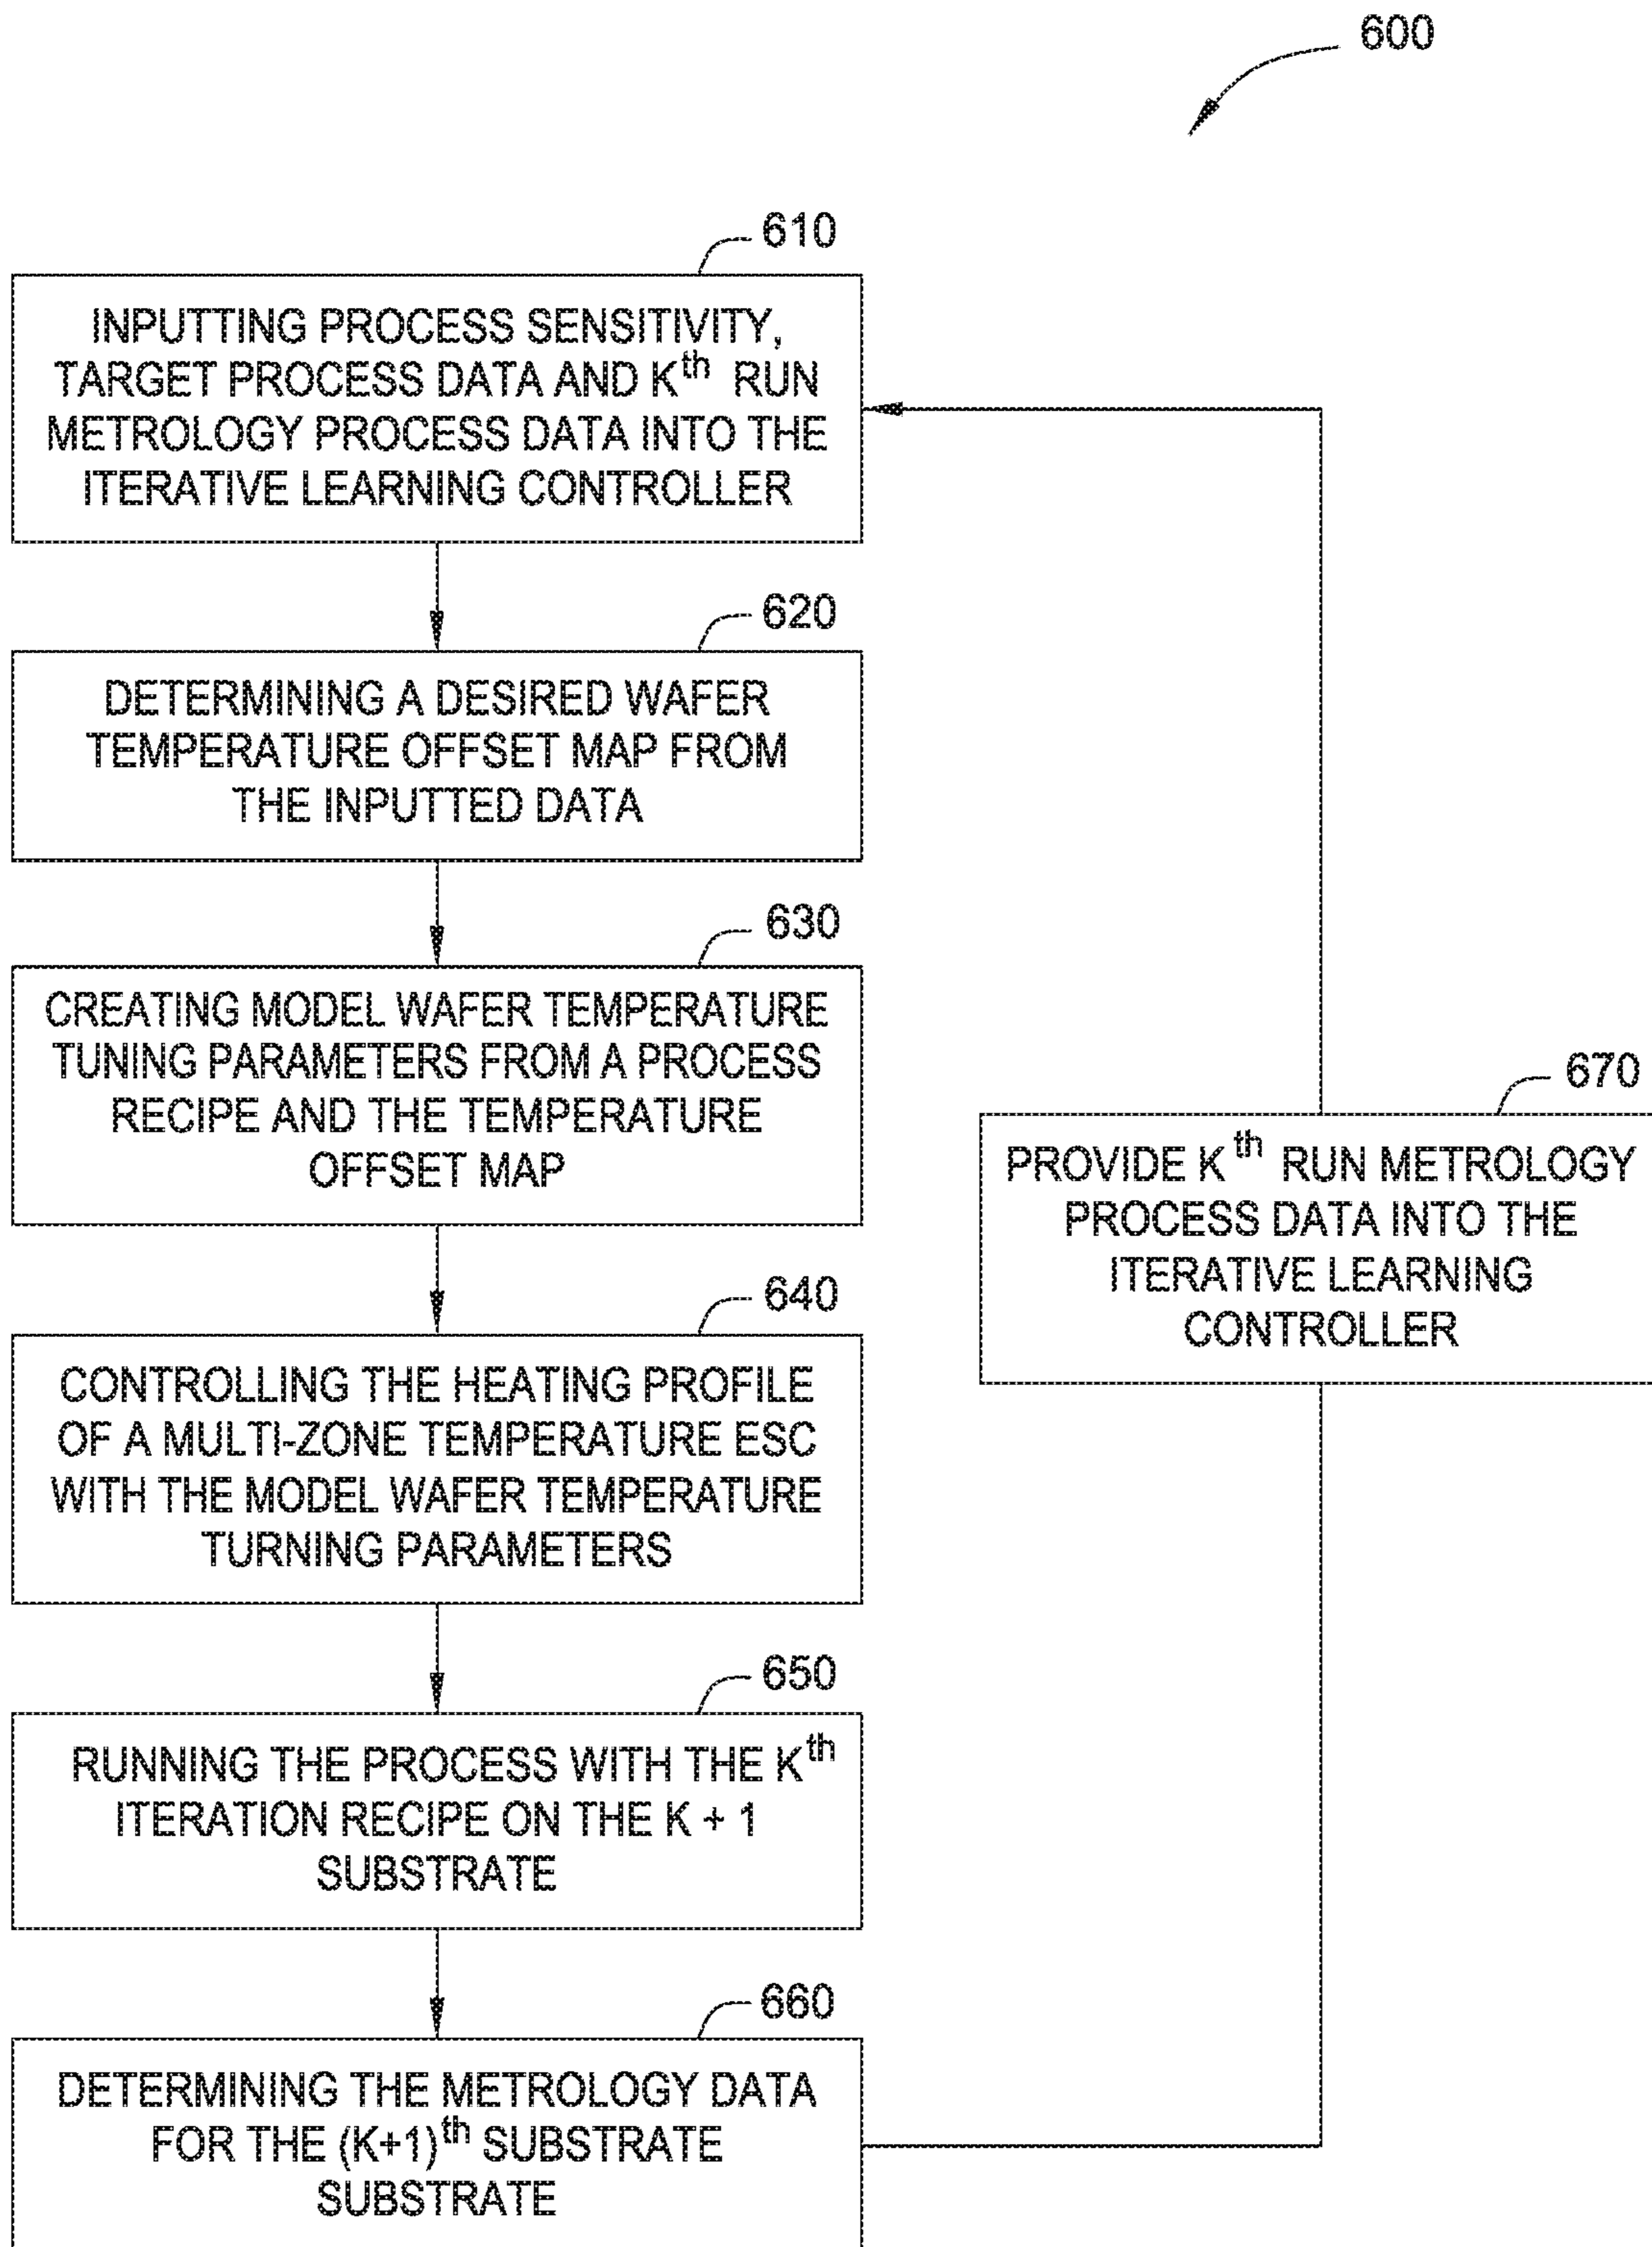 600
610
INPUTTING PROCESS SENSITIVITY,
TARGET PROCESS DATA AND Kth RUN
METROLOGY PROCESS DATA INTO THE
ITERATIVE LEARNING CONTROLLER
620
DETERMINING A DESIRED WAFER
TEMPERATURE OFFSET MAP FROM
THE INPUTTED DATA
630
CREATING MODEL WAFER TEMPERATURE
TUNING PARAMETERS FROM A PROCESS
RECIPE AND THE TEMPERATURE
OFFSET MAP
640
CONTROLLING THE HEATING PROFILE
OF A MULTI-ZONE TEMPERATURE ESC
WITH THE MODEL WAFER TEMPERATURE
TURNING PARAMETERS
650
RUNNING THE PROCESS WITH THE Kth
ITERATION RECIPE ON THE K + 1
SUBSTRATE
660
DETERMINING THE METROLOGY DATA
FOR THE (K+1)th SUBSTRATE
SUBSTRATE
670
PROVIDE Kth RUN METROLOGY
PROCESS DATA INTO THE
ITERATIVE LEARNING
CONTROLLER